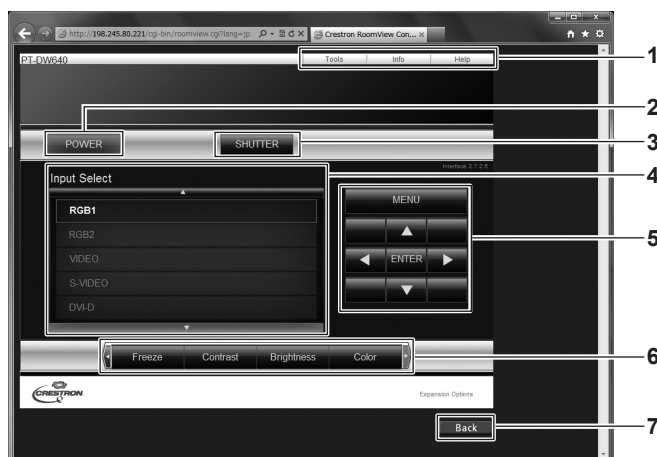 http://198.245.80.221/cgi-bin/roomview.cgi?lang=jp
Crestron RoomView Con...
PT-DW640
Tools
Info
Help
1
2
POWER
SHUTTER
3
Interface 2.7.2.6
4
Input Select
RGB1
RGB2
VIDEO
S-VIDEO
DVI-D
MENU
ENTER
5
Freeze
Contrast
Brightness
Color
6
CRESTRON
Expansion Options
Back
7